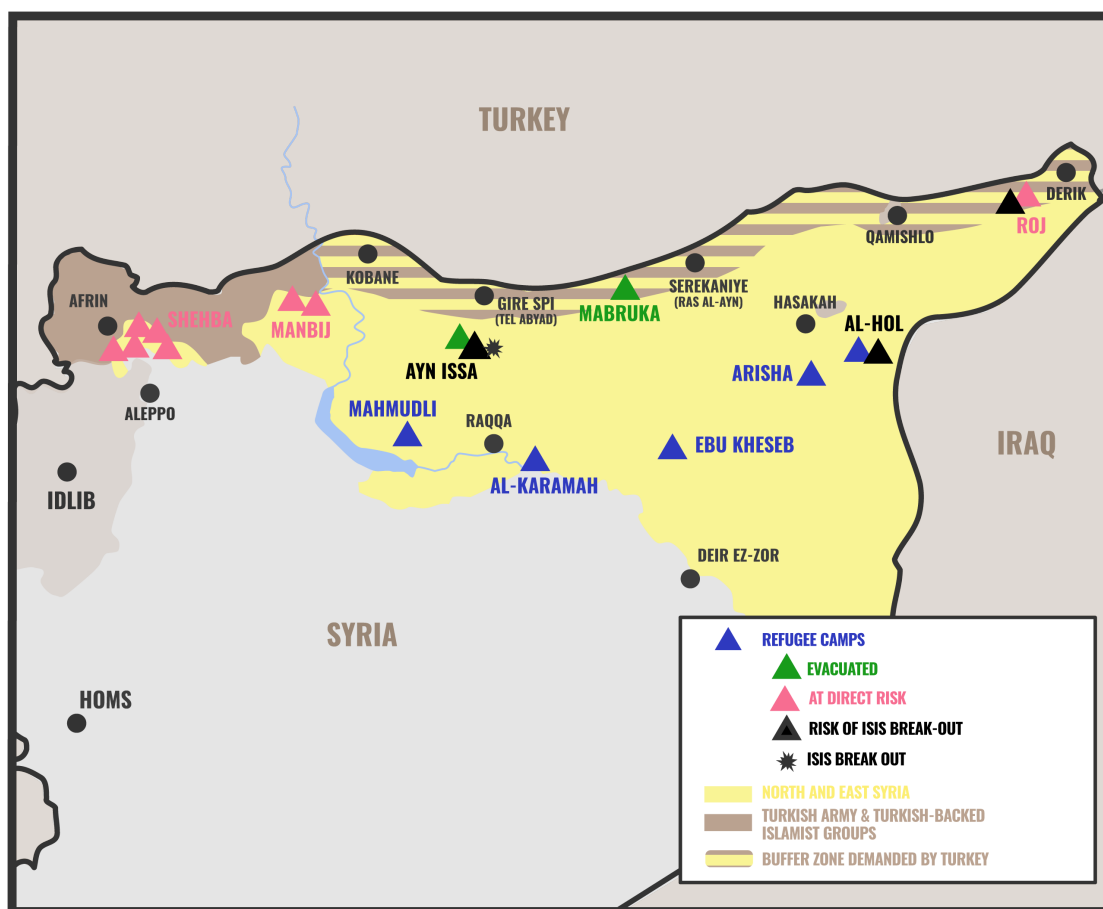 TURKEY
DERIK
QAMISHLO
ROJ
KOBANE
SEREKANIYE
(RAS AL-AYN)
AFRIN
GIRE SPI
(TEL ABYAD)
MABRUKA
HASAKAH
SHEHBA
MANBIJ
AL-HOL
AYN ISSA
ARISHA
MAHMUDLI
ALEPPO
RAQQA
EBU KHESEB
IRAQ
AL-KARAMAH
IDLIB
DEIR EZ-ZOR
SYRIA
HOMS
REFUGEE CAMPS
EVACUATED
AT DIRECT RISK
RISK OF ISIS BREAK-OUT
ISIS BREAK OUT
NORTH AND EAST SYRIA
TURKISH ARMY & TURKISH-BACKED
ISLAMIST GROUPS
BUFFER ZONE DEMANDED BY TURKEY